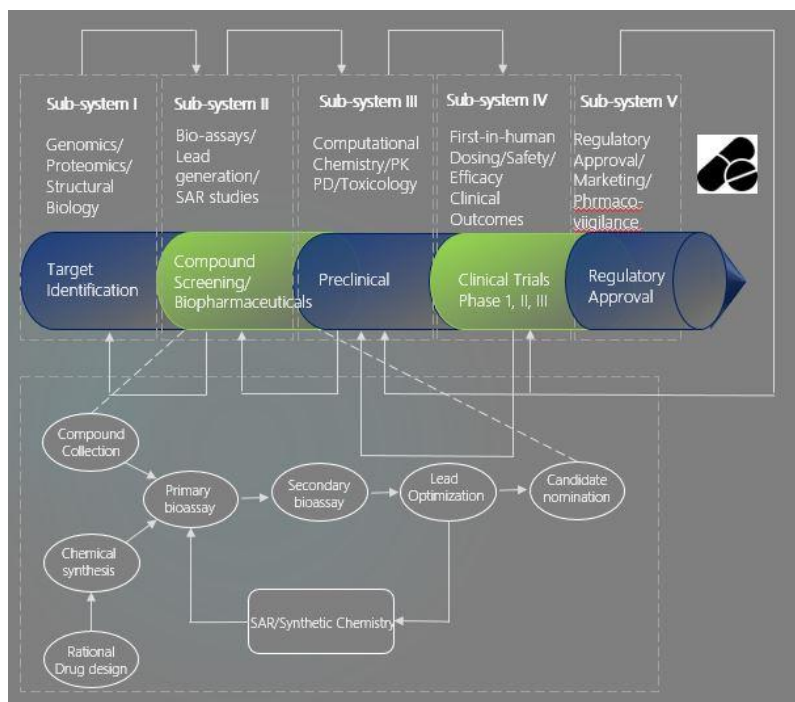 Sub-system I
Genomics/
Proteomics/
Structural
Biology
Sub-system II
Bio-assays/
Lead
generation/
SAR studies
Sub-system III
Computational
Chemistry/PK
PD/Toxicology
Sub-system IV
First-in-human
Dosing/Safety/
Efficacy
Clinical
Outcomes
Sub-system V
Regulatory
Approval/
Marketing/
Phrmaco-
viigilance
Target
Identification
Compound
Screening/
Biopharmaceuticals
Preclinical
Clinical Trials
Phase 1, II, III
Regulatory
Approval
Compound
Collection
Primary
bioassay
Secondary
bioassay
Lead
Optimization
Candidate
nomination
Chemical
synthesis
SAR/Synthetic Chemistry
Rational
Drug design